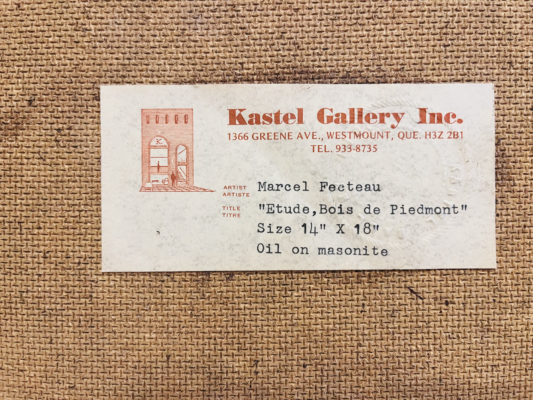 Kastel Gallery Inc.
1366 GREENE AVE., WESTMOUNT, QUE. H3Z 2B1
TEL. 933-8735
ARTIST
ARTISTE
Marcel Fecteau
TITLE
TITRE
"Etude,Bois de Piedmont"
Size 14" X 18"
Oil on masonite